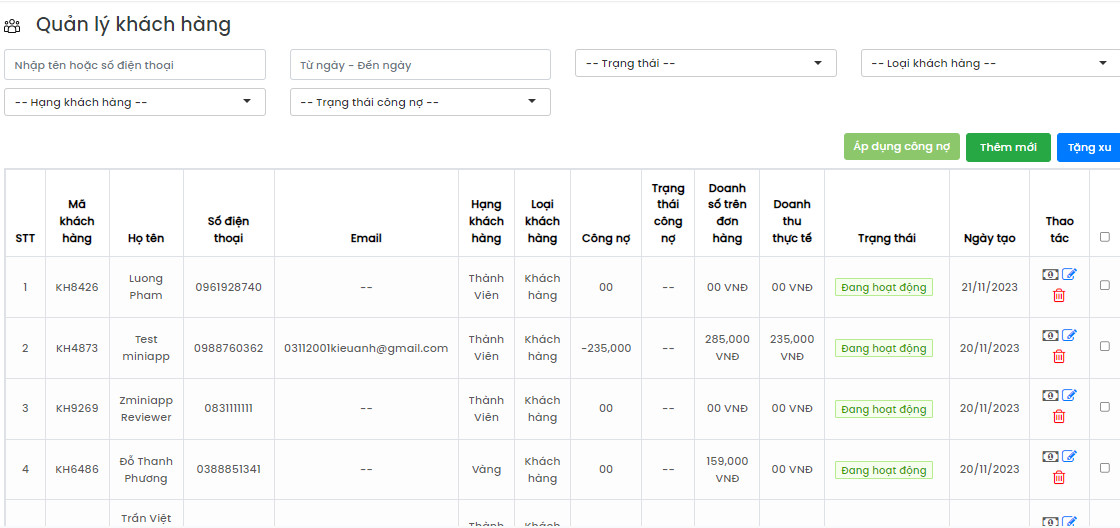 Quản lý khách hàng
Nhập tên hoặc số điện thoại
Từ ngày - Đến ngày
-- Trạng thái --
-- Loại khách hàng --
-- Hạng khách hàng --
-- Trạng thái công nợ --
Áp dụng công nợ
Thêm mới
Tặng xu
STT
Mã
khách
hàng
Họ tên
Số điện
thoại
Email
Hạng
khách
hàng
Loại
khách
hàng
Công nợ
Trạng
thái
công
nợ
Doanh
số trên
đơn
hàng
Doanh
thu
thực tế
Trạng thái
Ngày tạo
Thao
tác
1
KH8426
Luong
Pham
0961928740
--
Thành
Viên
Khách
hàng
00
--
00 VNĐ
00 VNĐ
Đang hoạt động
21/11/2023
2
KH4873
Test
miniapp
0988760362
03112001kieuanh@gmail.com
Thành
Viên
Khách
hàng
-235,000
--
285,000
VNĐ
235,000
VNĐ
Đang hoạt động
20/11/2023
3
KH9269
Zminiapp
Reviewer
0831111111
--
Thành
Viên
Khách
hàng
00
--
00 VNĐ
00 VNĐ
Đang hoạt động
20/11/2023
4
KH6486
Đỗ Thanh
Phương
0388851341
--
Vàng
Khách
hàng
00
--
159,000
VNĐ
00 VNĐ
Đang hoạt động
20/11/2023
Trần Việt
Thành
Khách